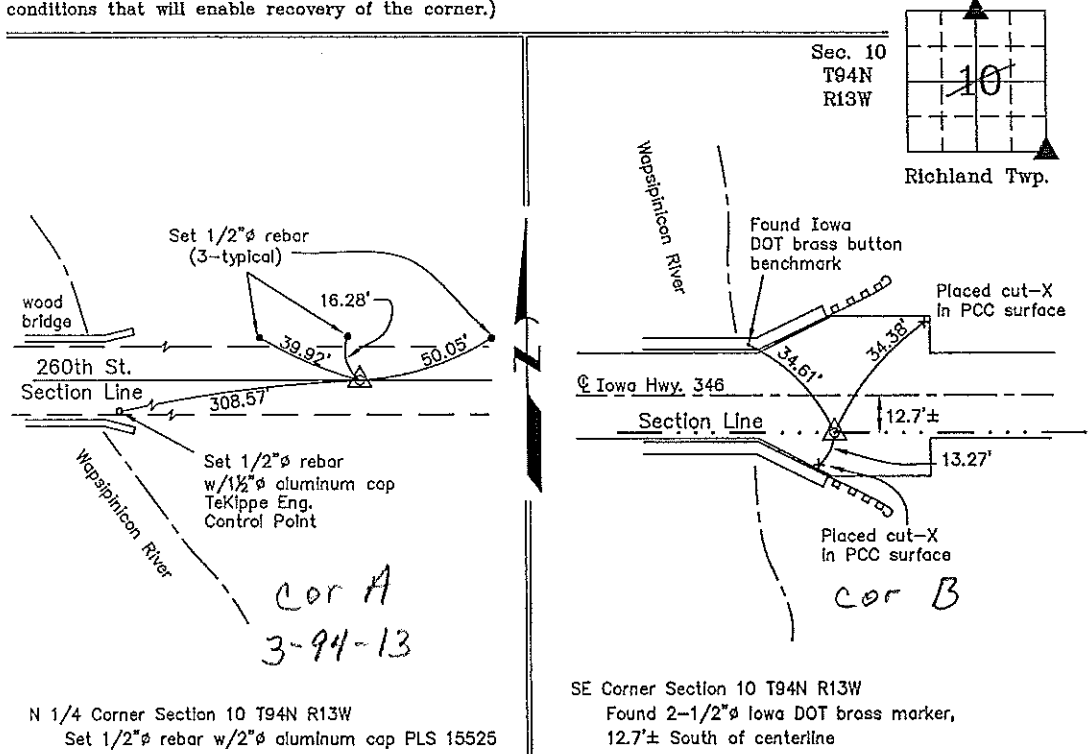 conditions that will enable recovery of the corner.)
Sec. 10
T94N
R13W
10
Richland Twp.
Set 1/2"ø rebar
(3-typical)
16.28'
wood
bridge
39.92'
50.05'
260th St.
Section Line
308.57'
Set 1/2"ø rebar
w/1½"ø aluminum cap
TeKippe Eng.
Control Point
Wapsipinicon River
cor A
3-94-13
N 1/4 Corner Section 10 T94N R13W
Set 1/2"ø rebar w/2"ø aluminum cap PLS 15525
Z
Wapsipinicon River
Found Iowa
DOT brass button
benchmark
Placed cut-X
in PCC surface
34.61'
34.38'
℄ Iowa Hwy. 346
12.7'±
Section Line
13.27'
Placed cut-X
in PCC surface
cor B
SE Corner Section 10 T94N R13W
Found 2-1/2"ø Iowa DOT brass marker,
12.7'± South of centerline